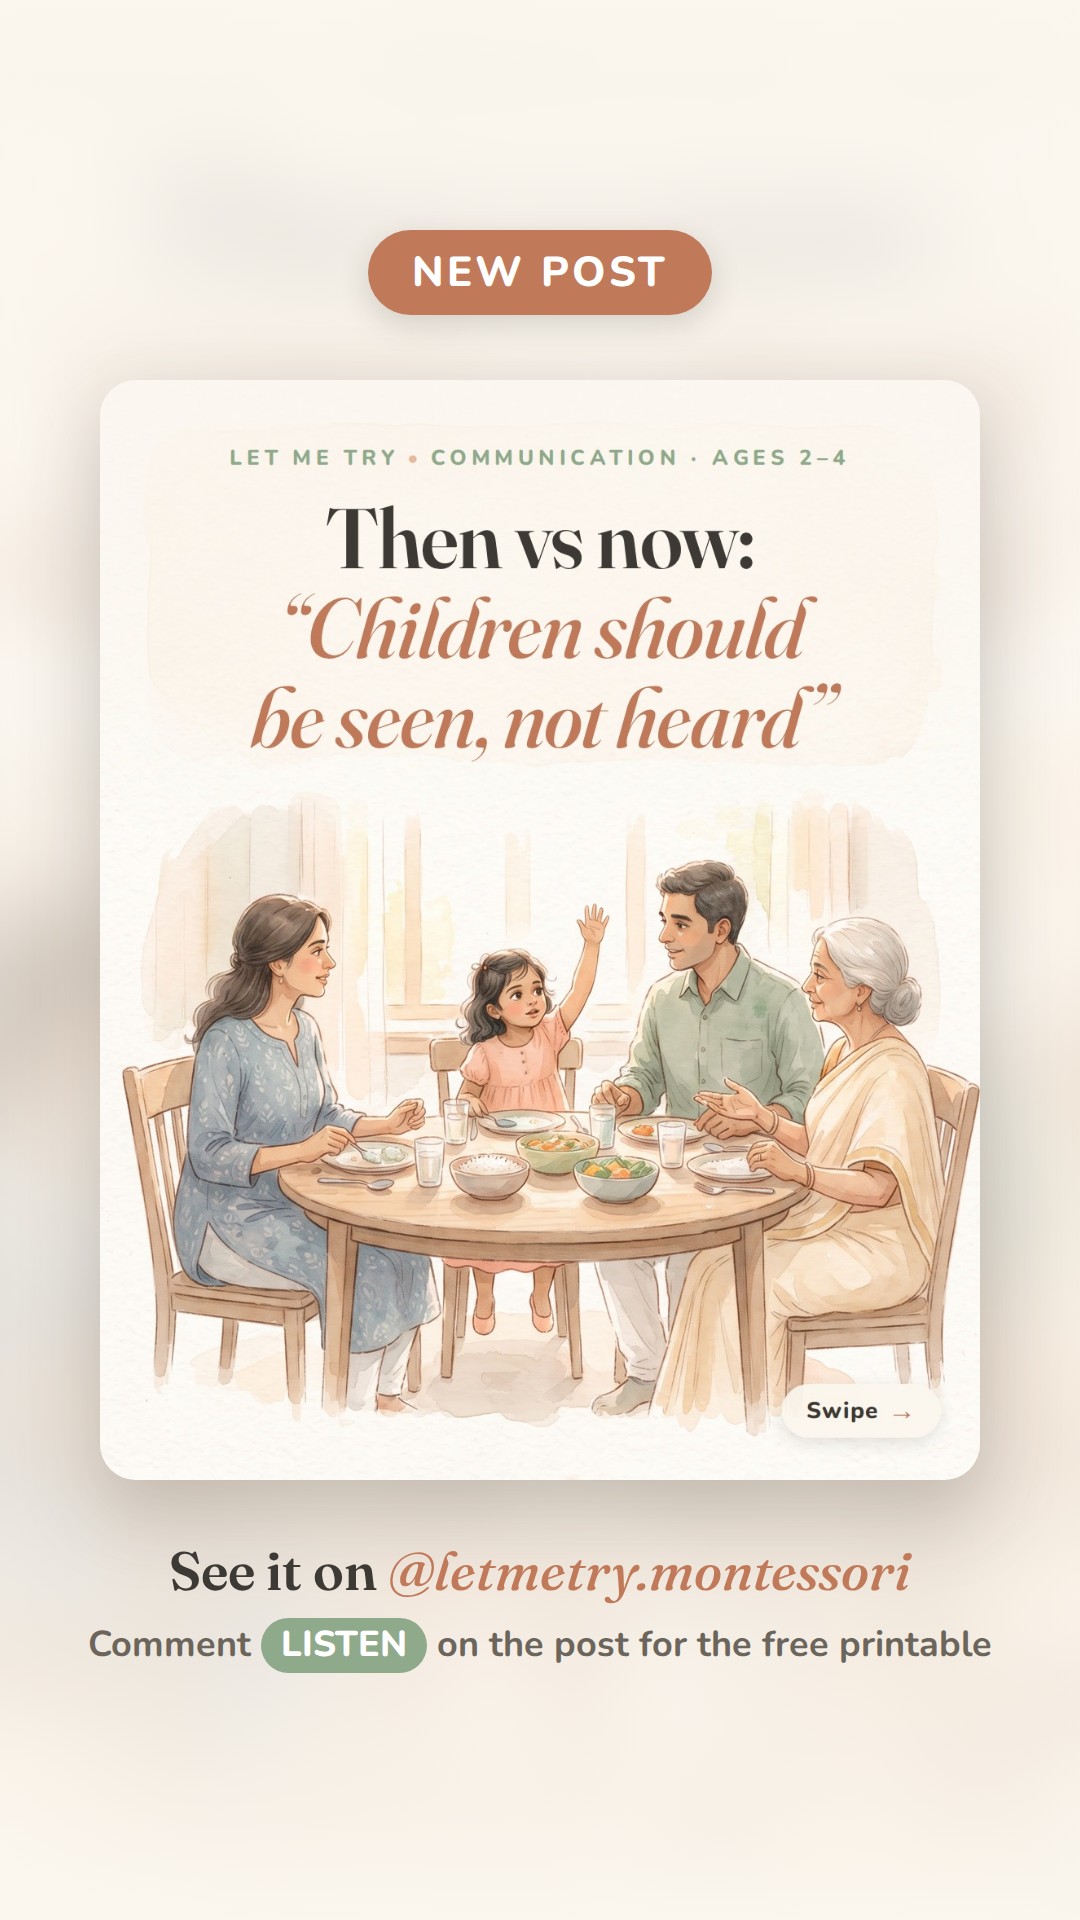 NEW POST
LET ME TRY • COMMUNICATION · AGES 2–4
Then vs now:
“Children should
be seen, not heard”
Swipe →
See it on @letmetry.montessori
Comment LISTEN on the post for the free printable